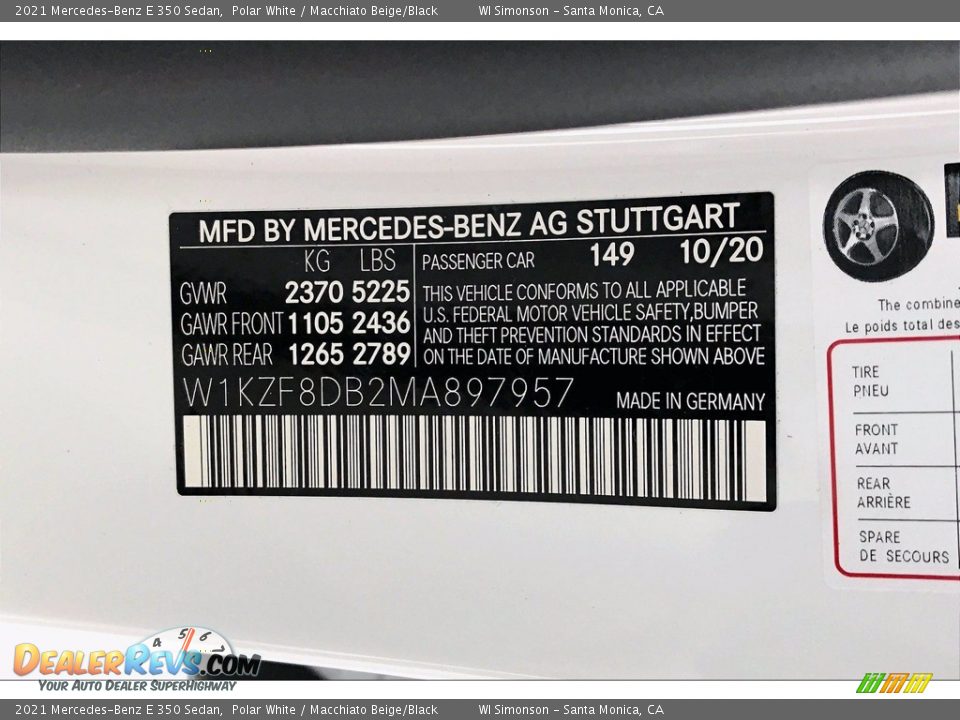 2021 Mercedes-Benz E 350 Sedan, Polar White / Macchiato Beige/Black WI Simonson - Santa Monica, CA
MFD BY MERCEDES-BENZ AG STUTTGART
KG LBS
GVWR 2370 5225
GAWR FRONT 1105 2436
GAWR REAR 1265 2789
PASSENGER CAR 149 10/20
THIS VEHICLE CONFORMS TO ALL APPLICABLE
U.S. FEDERAL MOTOR VEHICLE SAFETY,BUMPER
AND THEFT PREVENTION STANDARDS IN EFFECT
ON THE DATE OF MANUFACTURE SHOWN ABOVE
W1KZF8DB2MA897957 MADE IN GERMANY
The combine
Le poids total des
TIRE
PNEU
FRONT
AVANT
REAR
ARRIÈRE
SPARE
DE SECOURS
4 5 6 7
DealerRevs.com
Your Auto Dealer SuperHighway
2021 Mercedes-Benz E 350 Sedan, Polar White / Macchiato Beige/Black WI Simonson - Santa Monica, CA